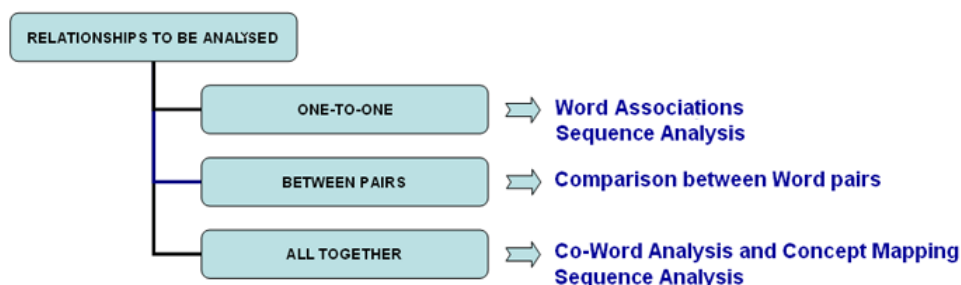 RELATIONSHIPS TO BE ANALYSED
ONE-TO-ONE
Word Associations
Sequence Analysis
BETWEEN PAIRS
Comparison between Word pairs
ALL TOGETHER
Co-Word Analysis and Concept Mapping
Sequence Analysis